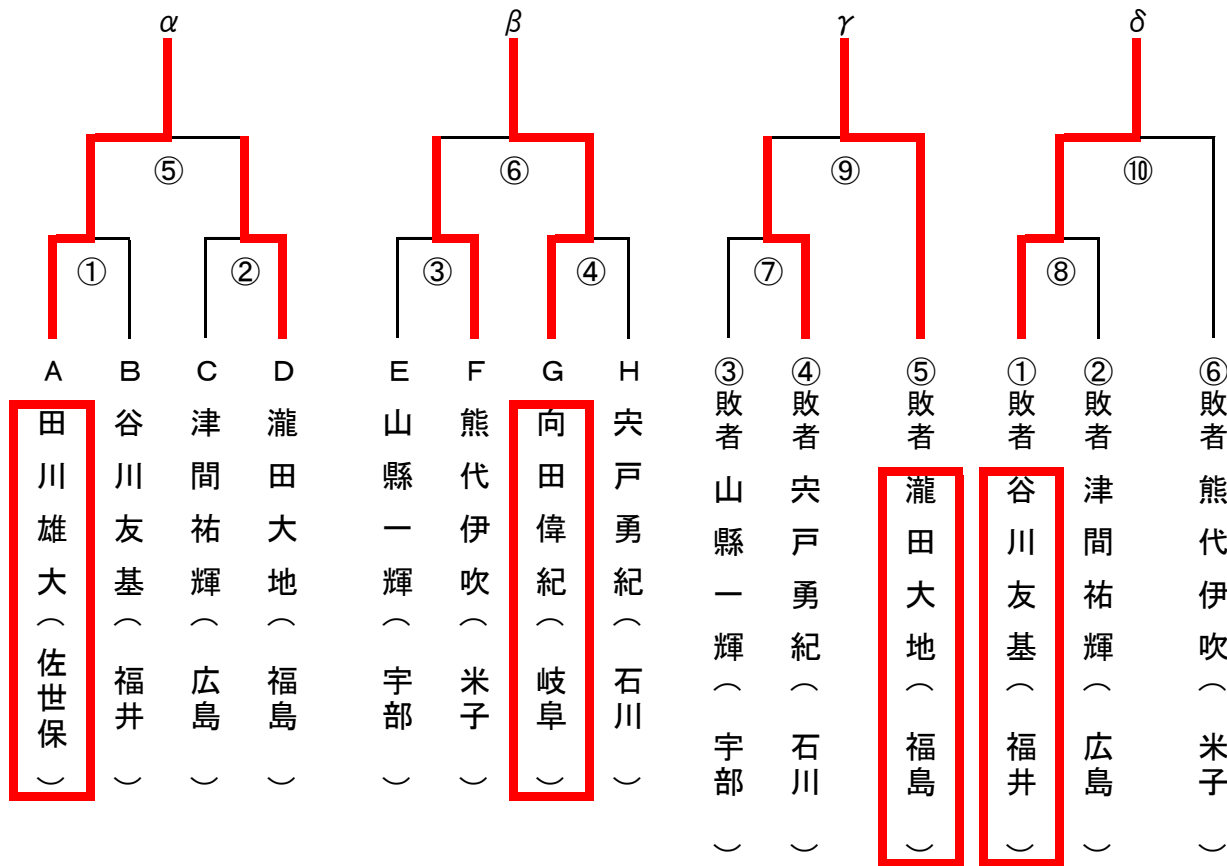 α
β
γ
δ
⑤
⑥
⑨
⑩
①
②
③
④
⑦
⑧
A
田川雄大(佐世保)
B
谷川友基(福井)
C
津間祐輝(広島)
D
瀧田大地(福島)
E
山縣一輝(宇部)
F
熊代伊吹(米子)
G
向田偉紀(岐阜)
H
宍戸勇紀(石川)
③敗者
山縣一輝(宇部)
④敗者
宍戸勇紀(石川)
⑤敗者
瀧田大地(福島)
①敗者
谷川友基(福井)
②敗者
津間祐輝(広島)
⑥敗者
熊代伊吹(米子)